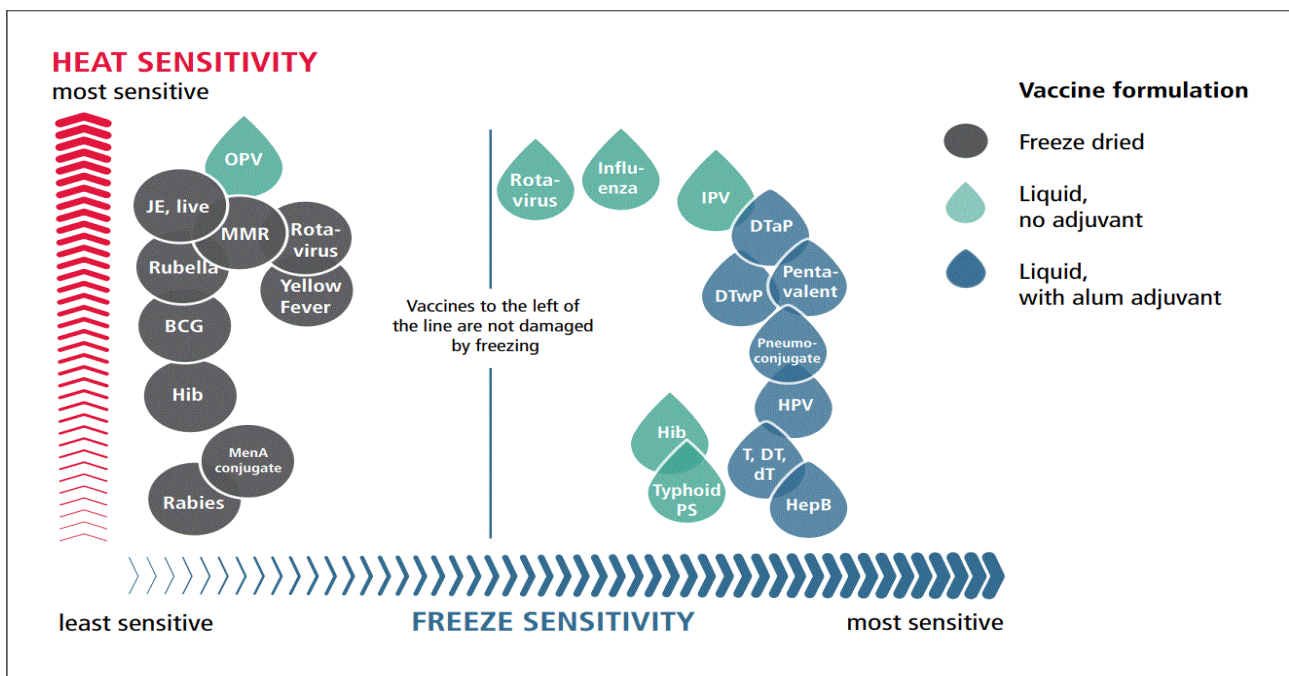 HEAT SENSITIVITY
most sensitive
OPV
JE, live
MMR
Rota-
virus
Rubella
Yellow
Fever
BCG
Hib
MenA
conjugate
Rabies
Vaccines to the left of
the line are not damaged
by freezing
Rota-
virus
Influ-
enza
IPV
DTaP
Penta-
valent
DTwP
Pneumo-
conjugate
HPV
Hib
T, DT,
dT
Typhoid
PS
HepB
Vaccine formulation
Freeze dried
Liquid,
no adjuvant
Liquid,
with alum adjuvant
least sensitive
FREEZE SENSITIVITY
most sensitive